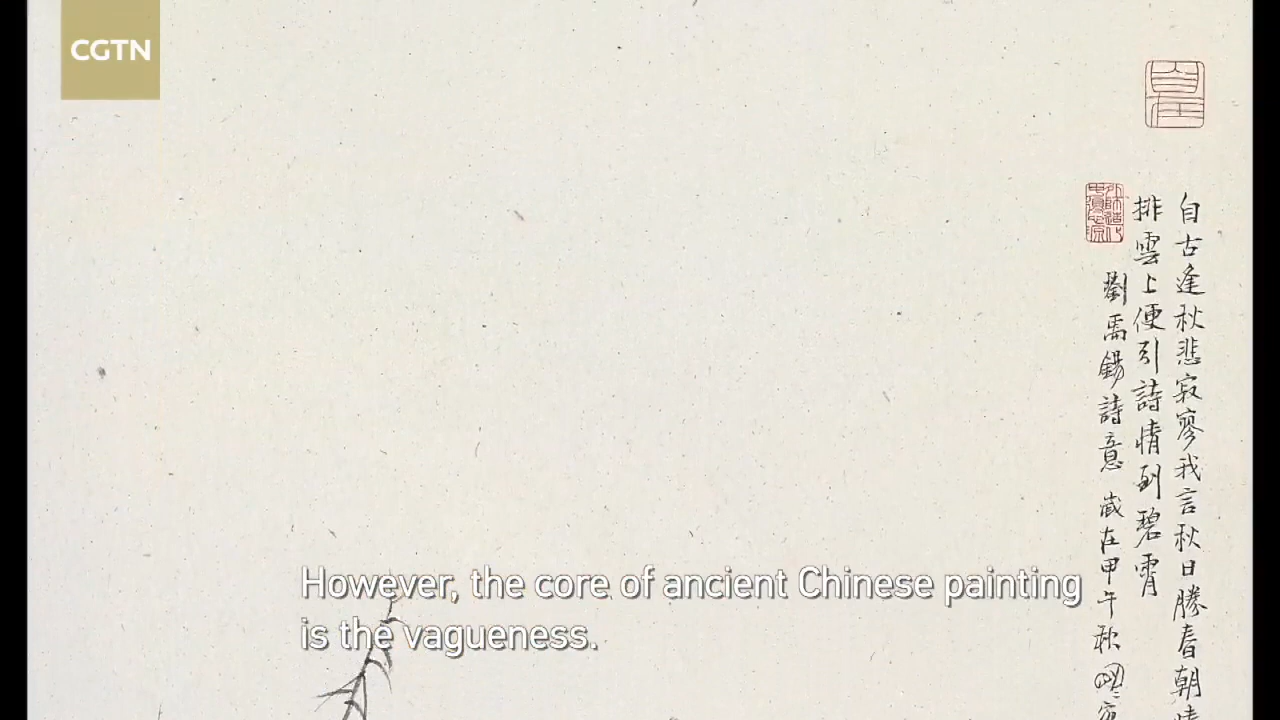 CGTN
自古逢秋悲寂寥我言秋日勝春朝晴
排雲上便引詩情到碧霄
劉禹錫詩意 歲在甲午秋
However, the core of ancient Chinese painting
is the vagueness.